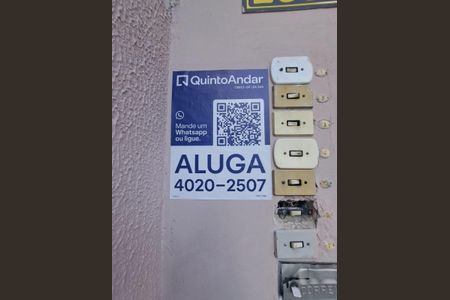 QuintoAndar
Mande um
Whatsapp
ou ligue.
ALUGA
4020-2507